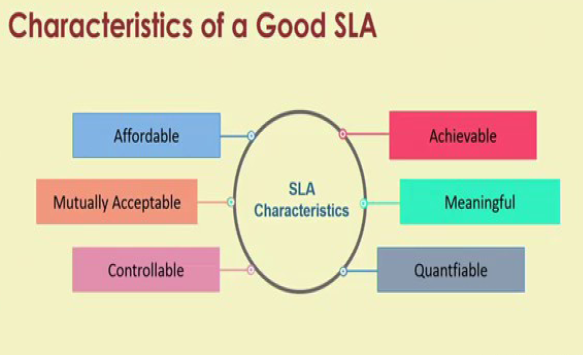 Characteristics of a Good SLA
Affordable
Achievable
Mutually Acceptable
SLA
Characteristics
Meaningful
Controllable
Quantfiable